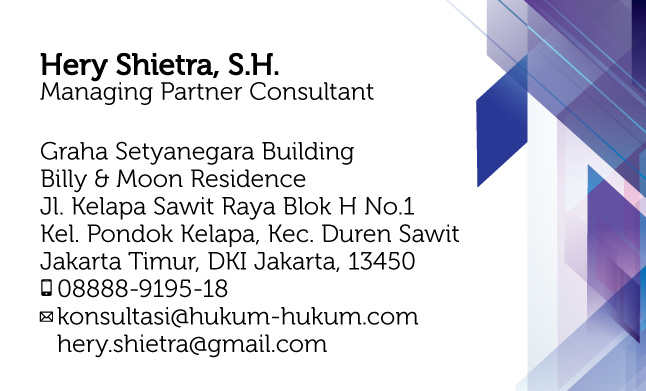 Hery Shietra, S.H.
Managing Partner Consultant
Graha Setyanegara Building
Billy & Moon Residence
Jl. Kelapa Sawit Raya Blok H No.1
Kel. Pondok Kelapa, Kec. Duren Sawit
Jakarta Timur, DKI Jakarta, 13450
08888-9195-18
konsultasi@hukum-hukum.com
hery.shietra@gmail.com